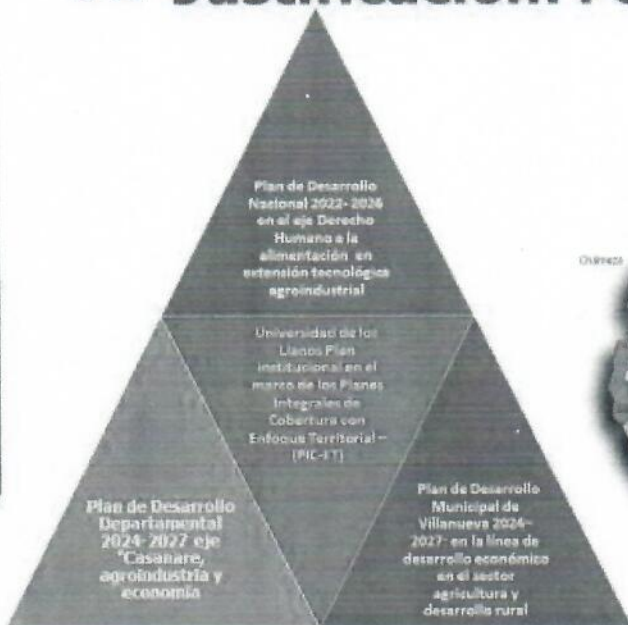 Plan de Desarrollo
Nacional 2022- 2026
en el eje Derecho
Humano a la
alimentación en
extensión tecnológica
agroindustrial
Universidad de los
Llanos Plan
institucional en el
marco de los Planes
Integrales de
Cobertura con
Enfoque Territorial –
(PIC-ET)
Plan de Desarrollo
Departamental
2024- 2027 eje
"Casanare,
agroindustria y
economía
Plan de Desarrollo
Municipal de
Villanueva 2024–
2027- en la línea de
desarrollo económico
en el sector
agricultura y
desarrollo rural